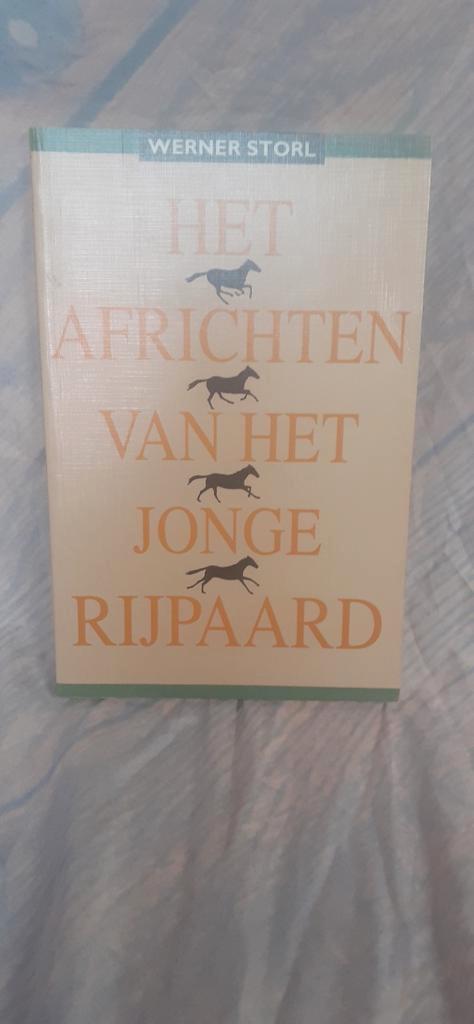 WERNER STORL
HET
AFRICHTEN
VAN HET
JONGE
RIJPAARD